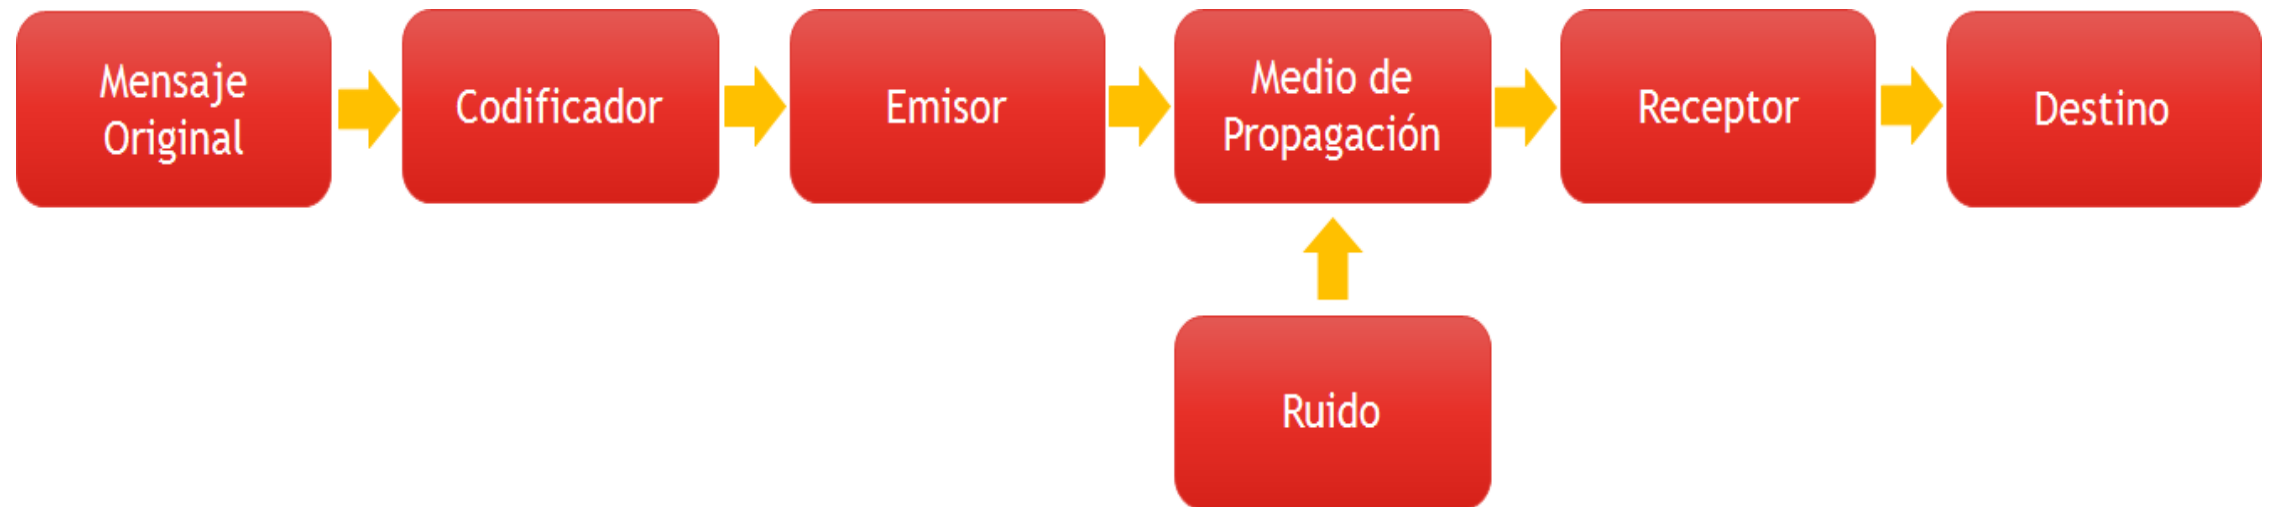 Mensaje
Original
Codificador
Emisor
Medio de
Propagación
Receptor
Destino
Ruido